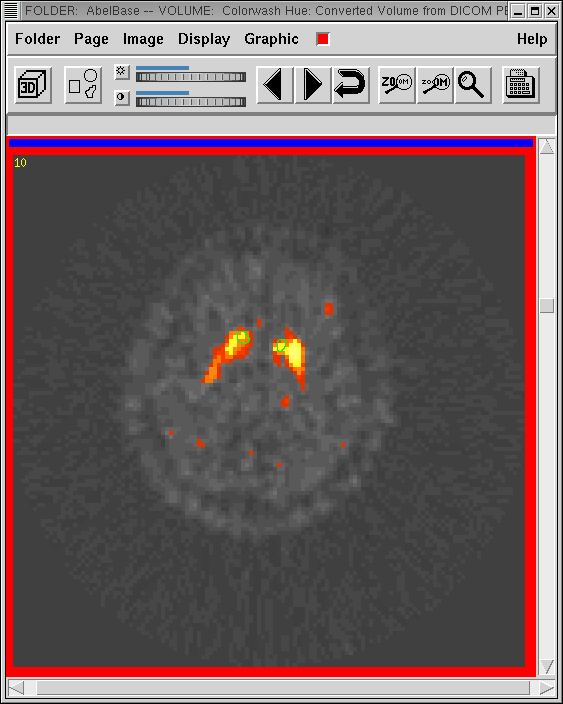 FOLDER: AbelBase -- VOLUME: Colorwash Hue: Converted Volume from DICOM PE
Folder Page Image Display Graphic Help
3D ZOOM ZOOM
10